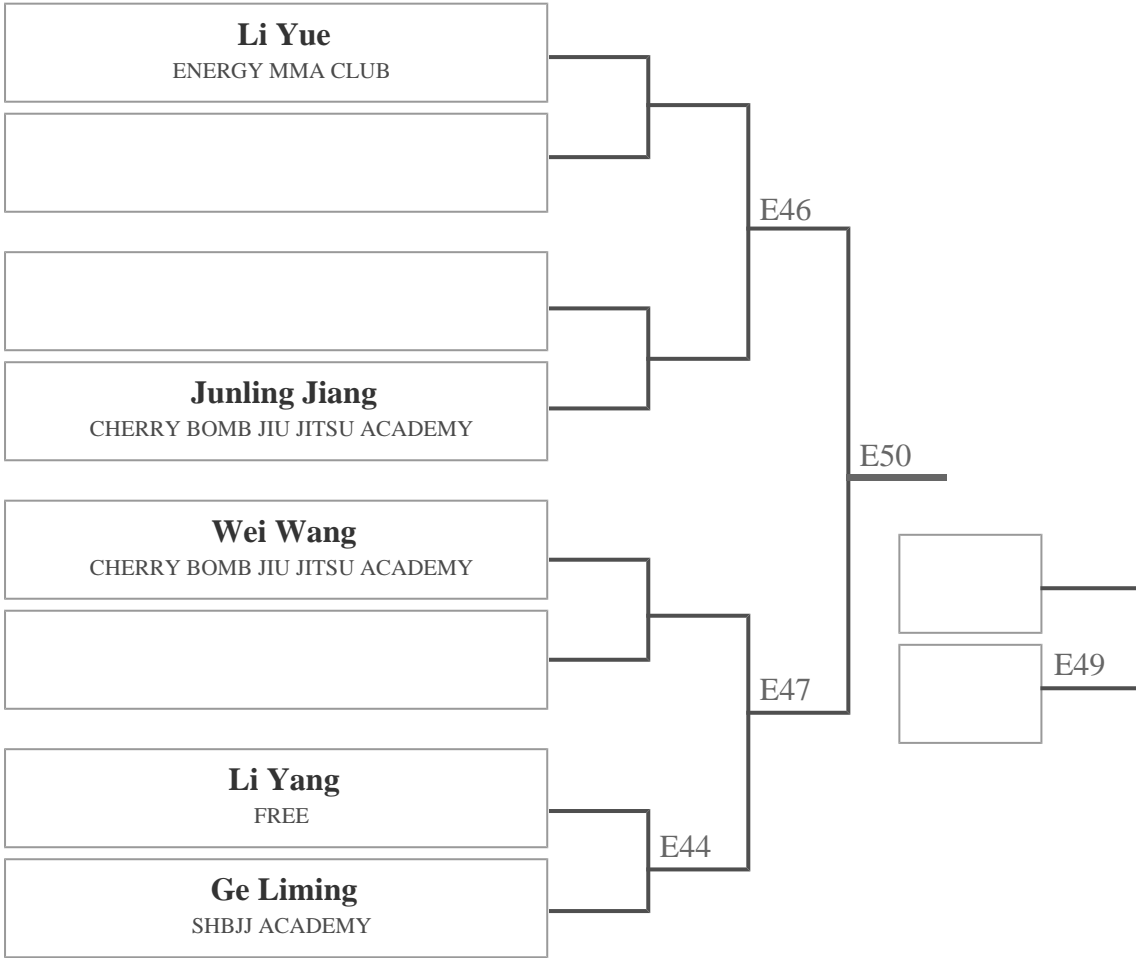 Li Yue
ENERGY MMA CLUB
E46
Junling Jiang
CHERRY BOMB JIU JITSU ACADEMY
E50
Wei Wang
CHERRY BOMB JIU JITSU ACADEMY
E49
E47
Li Yang
FREE
E44
Ge Liming
SHBJJ ACADEMY